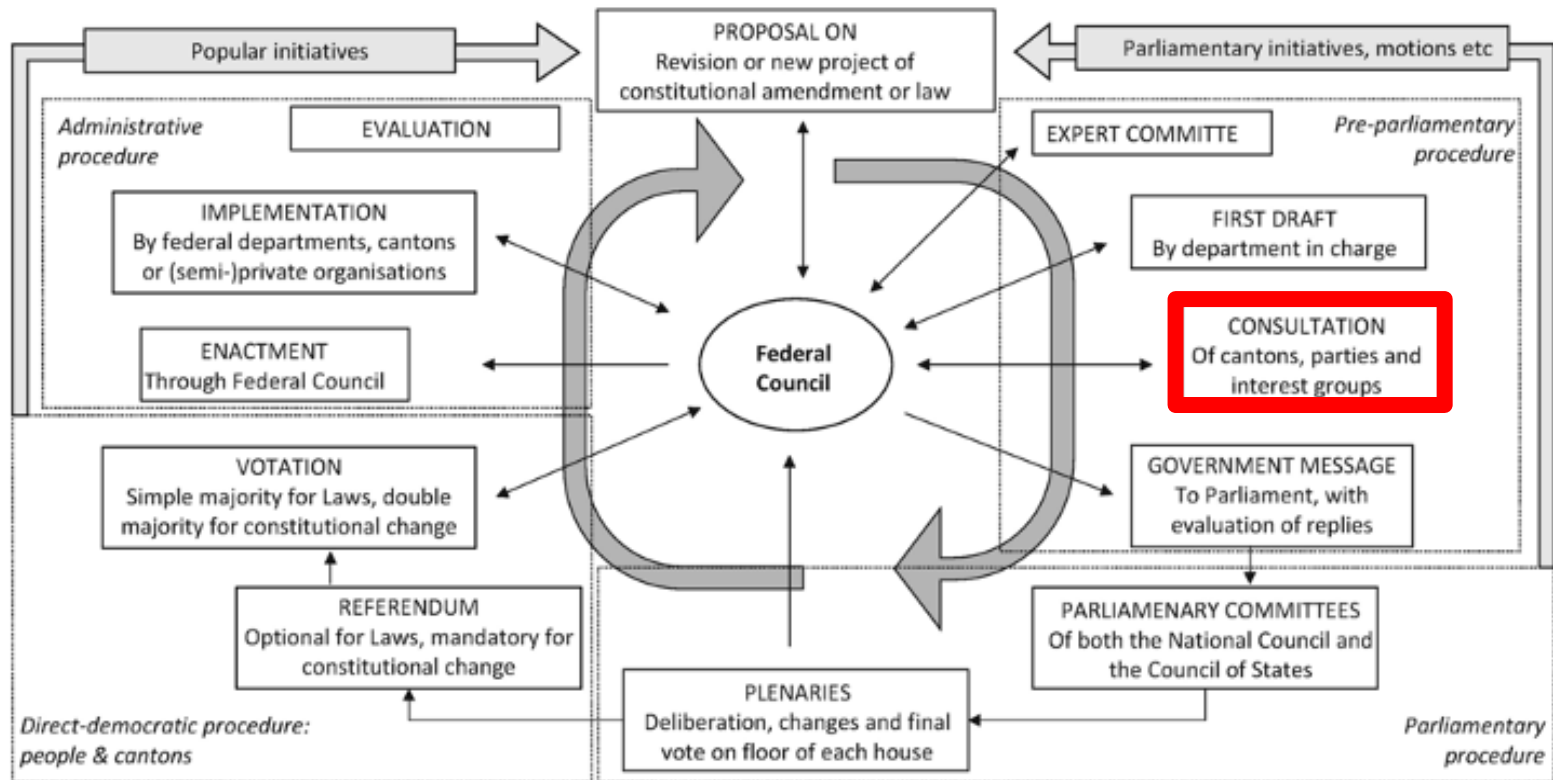 Popular initiatives
PROPOSAL ON
Revision or new project of
constitutional amendment or law
Parliamentary initiatives, motions etc
Administrative
procedure
EVALUATION
EXPERT COMMITTE
Pre-parliamentary
procedure
IMPLEMENTATION
By federal departments, cantons
or (semi-)private organisations
FIRST DRAFT
By department in charge
ENACTMENT
Through Federal Council
Federal
Council
CONSULTATION
Of cantons, parties and
interest groups
VOTATION
Simple majority for Laws, double
majority for constitutional change
GOVERNMENT MESSAGE
To Parliament, with
evaluation of replies
REFERENDUM
Optional for Laws, mandatory for
constitutional change
PARLIAMENARY COMMITTEES
Of both the National Council and
the Council of States
PLENARIES
Deliberation, changes and final
vote on floor of each house
Direct-democratic procedure:
people & cantons
Parliamentary
procedure